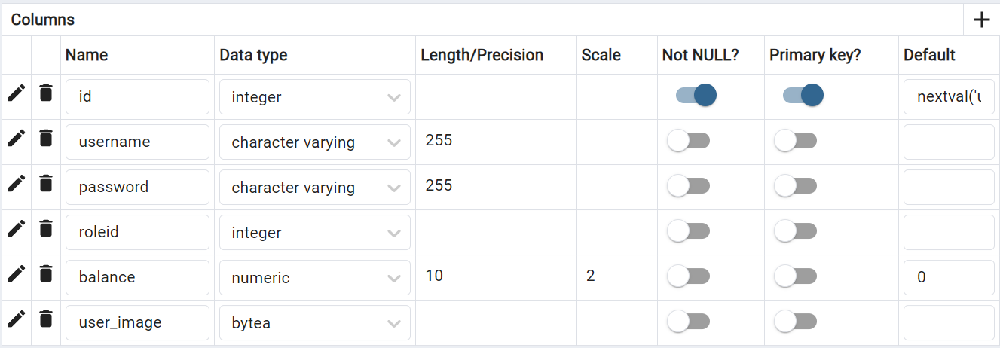 Columns +
Name Data type Length/Precision Scale Not NULL? Primary key? Default
id integer nextval('u
username character varying 255
password character varying 255
roleid integer
balance numeric 10 2 0
user_image bytea